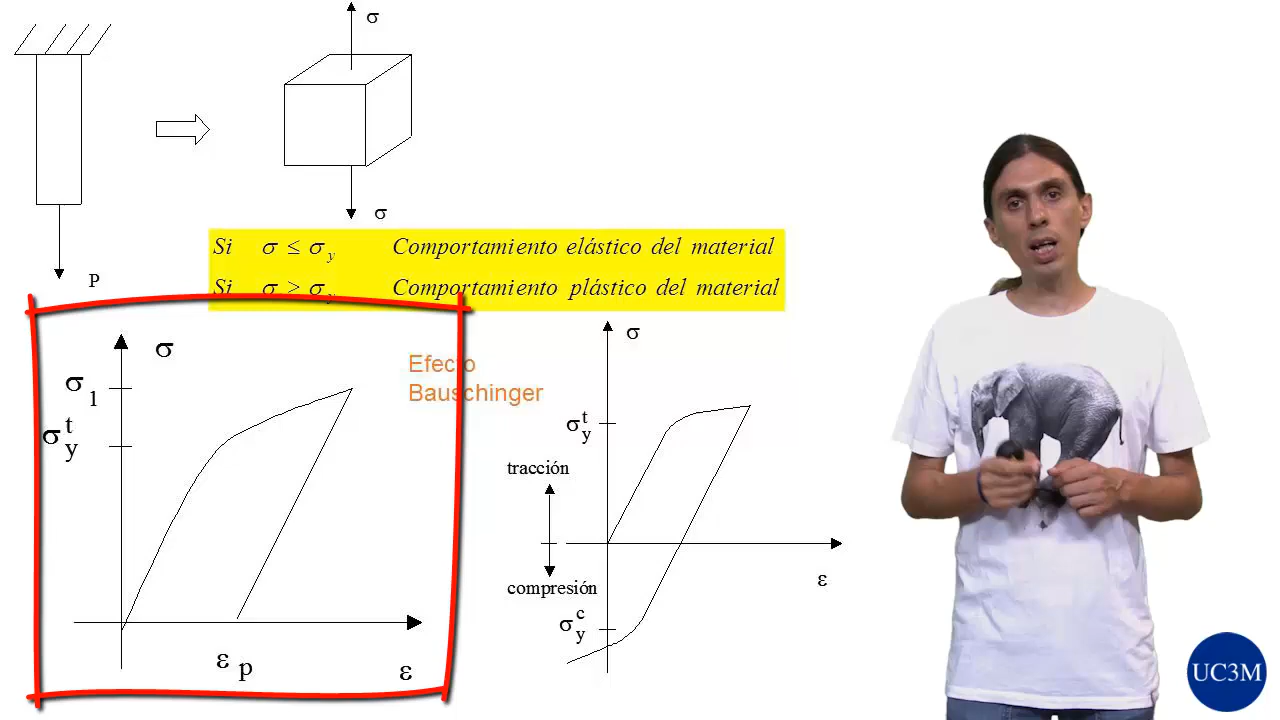 σ
σ
P
Si σ ≤ σy Comportamiento elástico del material
Si σ > σy Comportamiento plástico del material
σ
σ1
σyt
εp
ε
Efecto
Bauschinger
σ
σyt
tracción
compresión
σyc
ε
UC3M